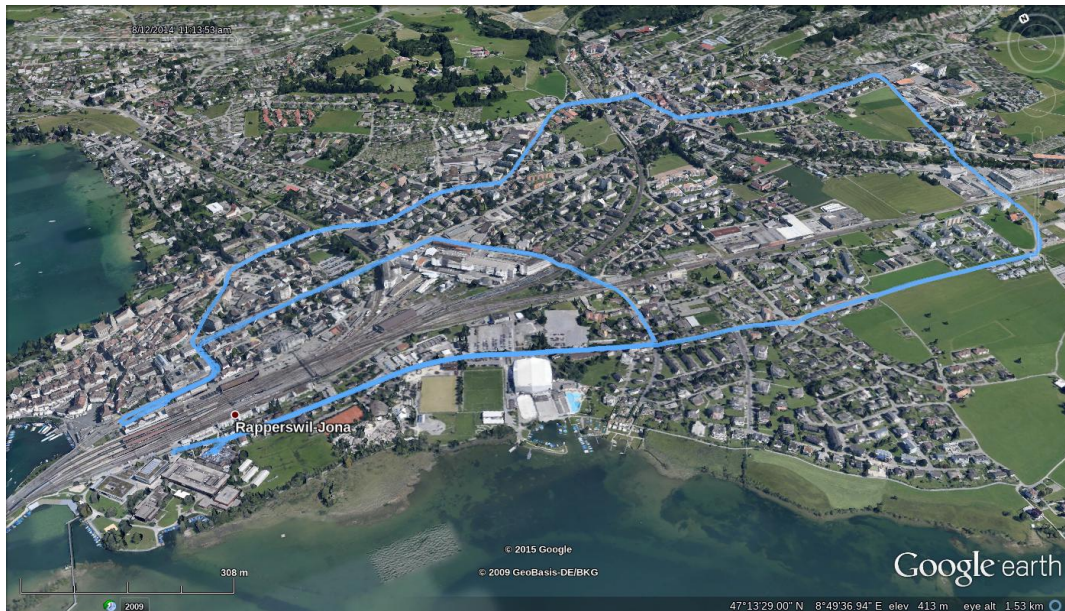 8/12/2014 11:13:53 am
N
Rapperswil-Jona
© 2015 Google
© 2009 GeoBasis-DE/BKG
Google earth
308 m
2009
47°13'29.00" N 8°49'36.94" E elev 413 m eye alt 1.53 km